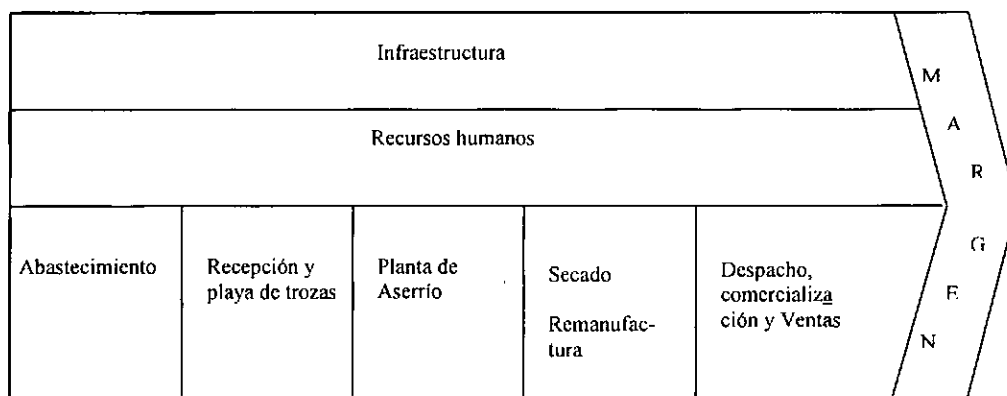 Infraestructura
Recursos humanos
Abastecimiento
Recepción y
playa de trozas
Planta de
Aserrío
Secado
Remanufac-
tura
Despacho,
comercializa
ción y Ventas
M
A
R
G
E
N